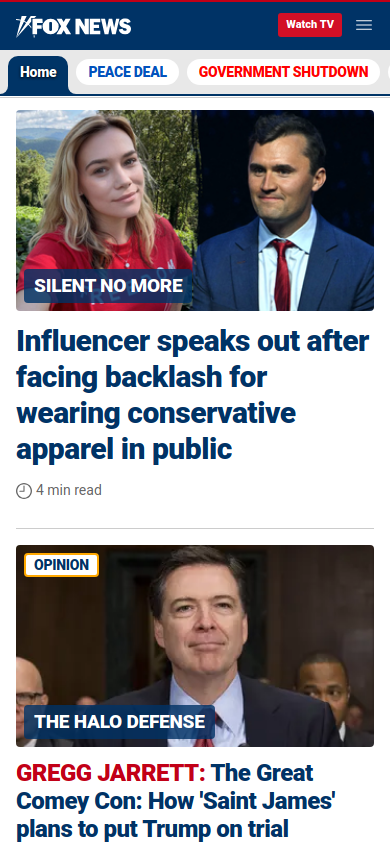 FOX NEWS
Watch TV
Home
PEACE DEAL
GOVERNMENT SHUTDOWN
SILENT NO MORE
Influencer speaks out after
facing backlash for
wearing conservative
apparel in public
4 min read
OPINION
THE HALO DEFENSE
GREGG JARRETT: The Great
Comey Con: How 'Saint James'
plans to put Trump on trial